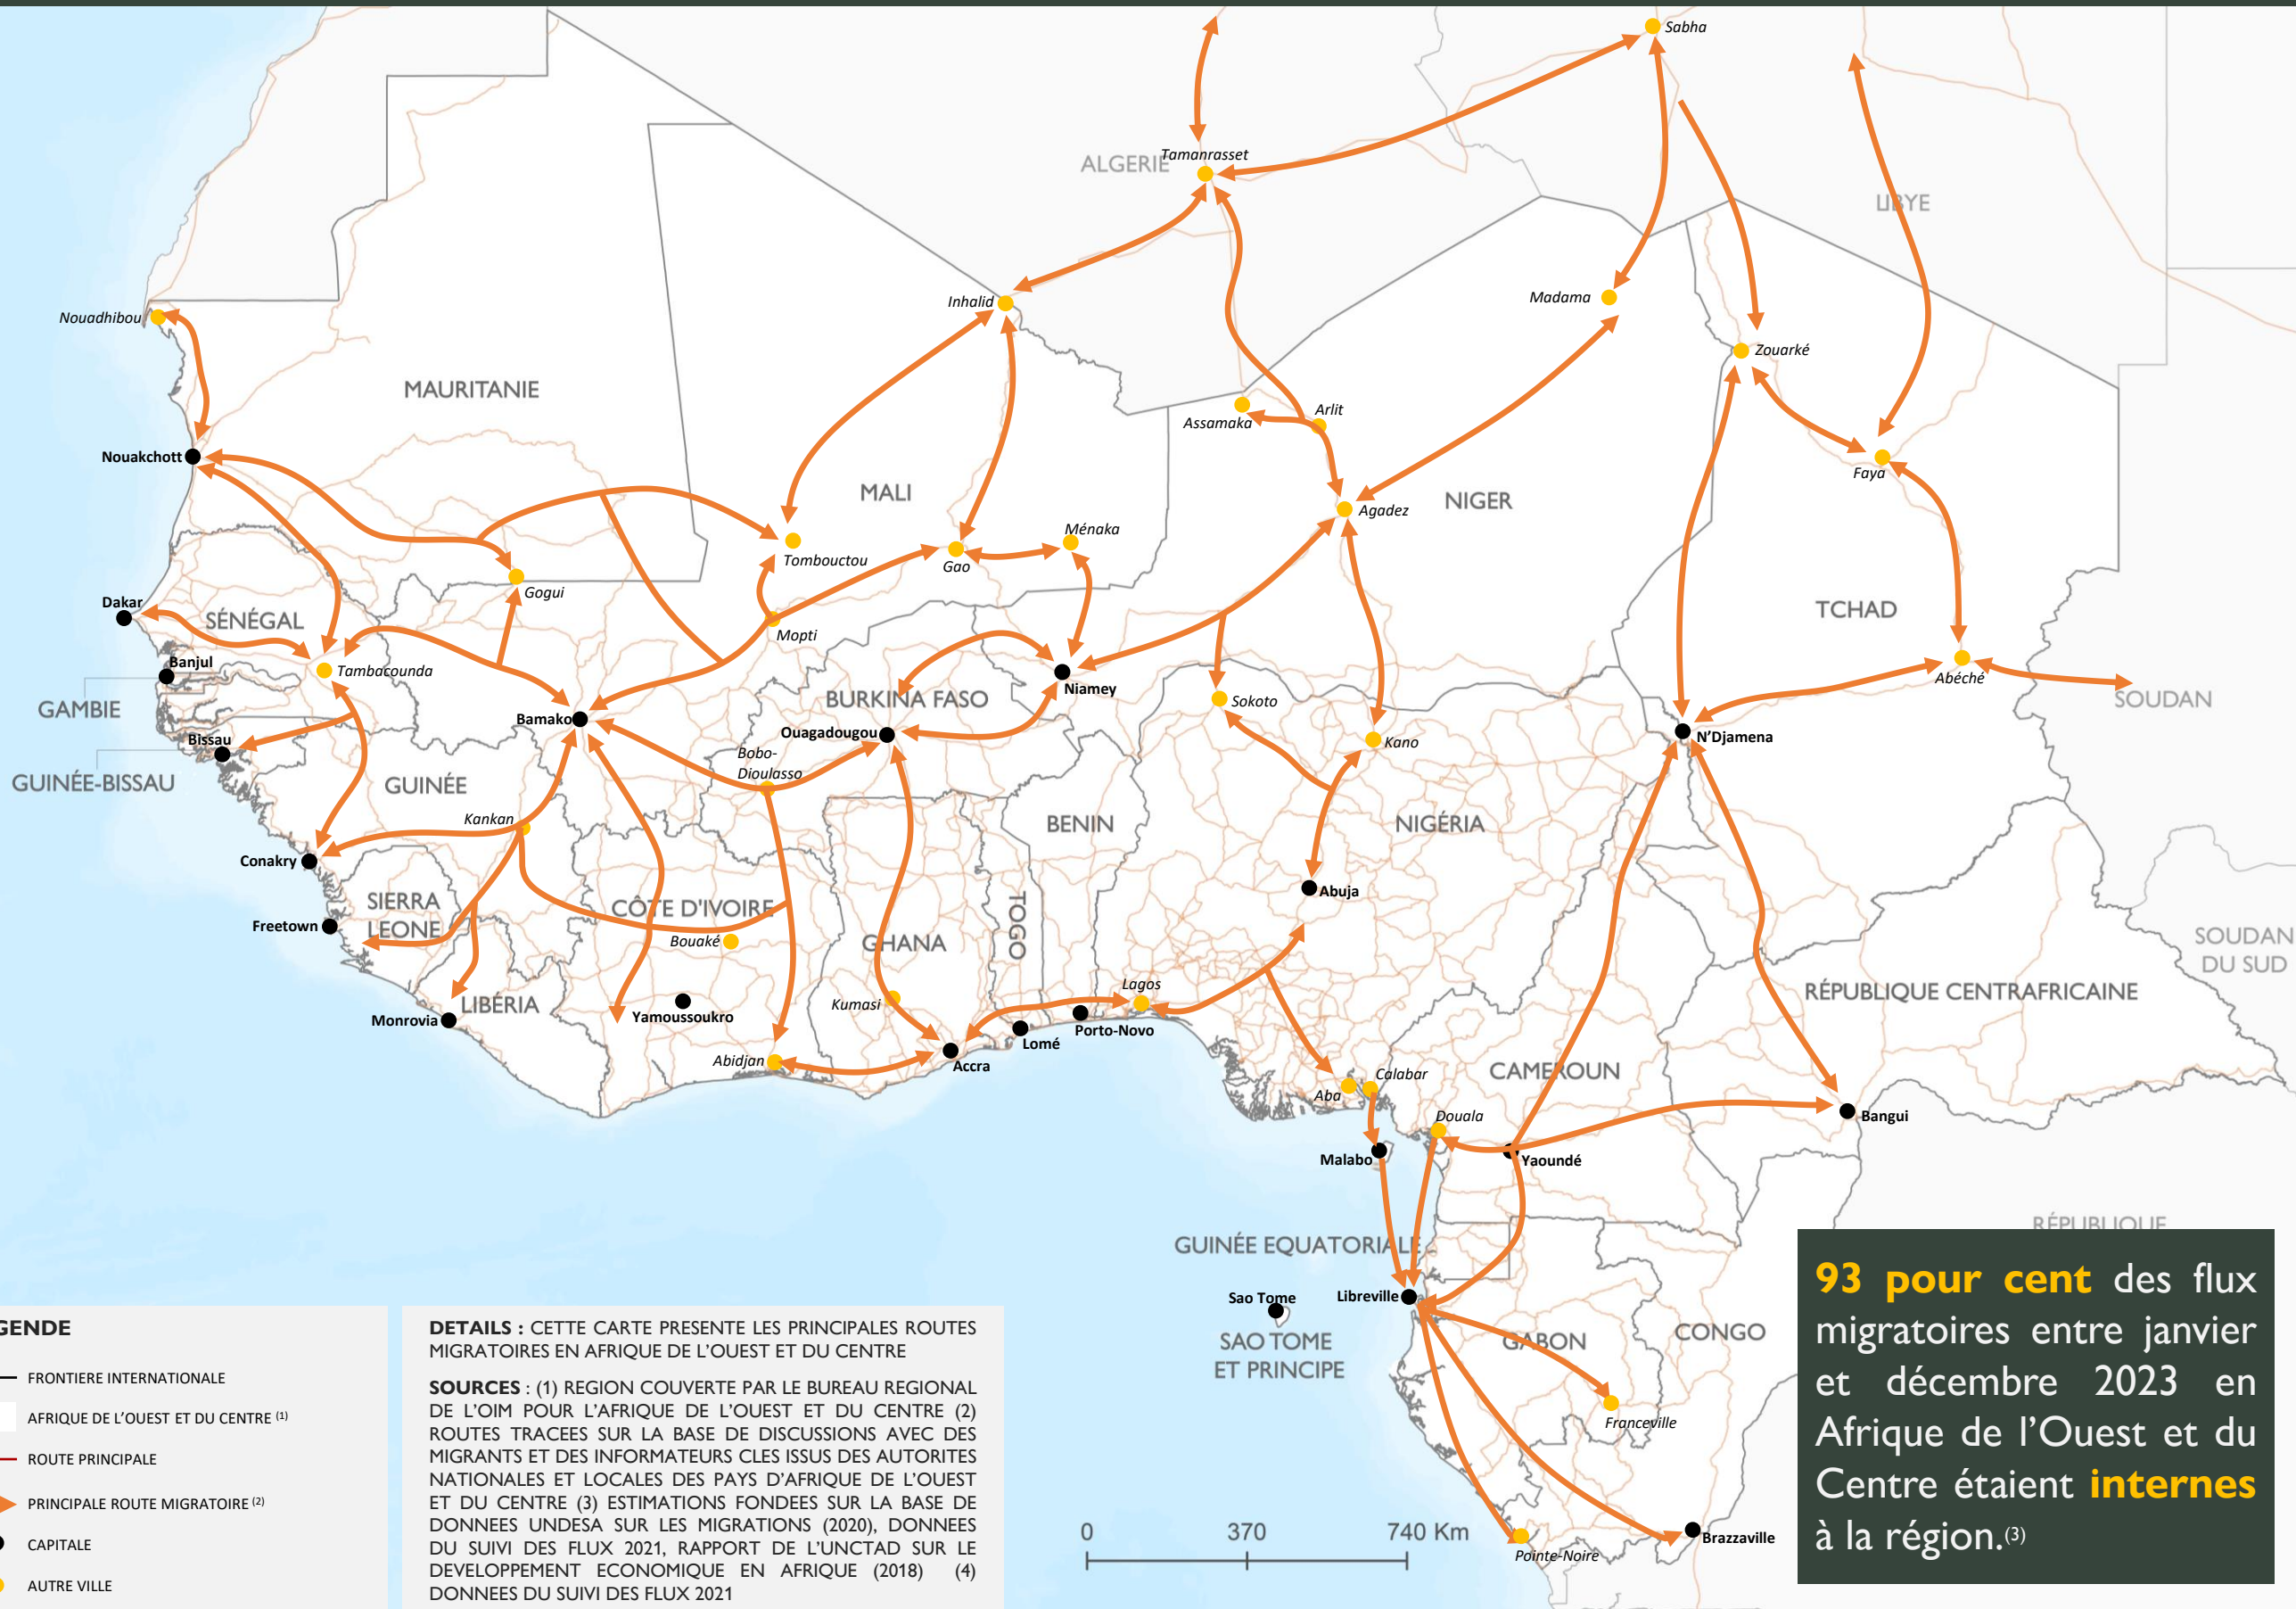 Sabha
Tamanrasset
ALGERIE
LIBYE
Inhalid
Madama
Nouadhibou
Zouarké
MAURITANIE
Assamaka
Arlit
Nouakchott
Faya
MALI
NIGER
Agadez
Ménaka
Tombouctou
Gao
Gogui
Dakar
SÉNÉGAL
TCHAD
Mopti
Banjul
Tambacounda
Abéché
Niamey
BURKINA FASO
SOUDAN
GAMBIE
Sokoto
Bamako
Ouagadougou
Bissau
Kano
N'Djamena
Bobo-
Dioulasso
GUINÉE-BISSAU
GUINÉE
Kankan
BENIN
NIGÉRIA
Conakry
Abuja
SIERRA
LEONE
CÔTE D'IVOIRE
TOGO
Freetown
Bouaké
GHANA
SOUDAN
DU SUD
Lagos
RÉPUBLIQUE CENTRAFRICAINE
LIBÉRIA
Kumasi
Monrovia
Yamoussoukro
Porto-Novo
Lomé
Abidjan
Accra
CAMEROUN
Calabar
Aba
Douala
Bangui
Malabo
Yaoundé
RÉPUBLIQUE
GUINÉE EQUATORIALE
Sao Tome
Libreville
SAO TOME
ET PRINCIPE
GABON
CONGO
Franceville
Brazzaville
Pointe-Noire
0 370 740 Km
GENDE
FRONTIERE INTERNATIONALE
AFRIQUE DE L'OUEST ET DU CENTRE (1)
ROUTE PRINCIPALE
PRINCIPALE ROUTE MIGRATOIRE (2)
CAPITALE
AUTRE VILLE
DETAILS : CETTE CARTE PRESENTE LES PRINCIPALES ROUTES
MIGRATOIRES EN AFRIQUE DE L'OUEST ET DU CENTRE
SOURCES : (1) REGION COUVERTE PAR LE BUREAU REGIONAL
DE L'OIM POUR L'AFRIQUE DE L'OUEST ET DU CENTRE (2)
ROUTES TRACEES SUR LA BASE DE DISCUSSIONS AVEC DES
MIGRANTS ET DES INFORMATEURS CLES ISSUS DES AUTORITES
NATIONALES ET LOCALES DES PAYS D'AFRIQUE DE L'OUEST
ET DU CENTRE (3) ESTIMATIONS FONDEES SUR LA BASE DE
DONNEES UNDESA SUR LES MIGRATIONS (2020), DONNEES
DU SUIVI DES FLUX 2021, RAPPORT DE L'UNCTAD SUR LE
DEVELOPPEMENT ECONOMIQUE EN AFRIQUE (2018) (4)
DONNEES DU SUIVI DES FLUX 2021
93 pour cent des flux
migratoires entre janvier
et décembre 2023 en
Afrique de l'Ouest et du
Centre étaient internes
à la région.(3)